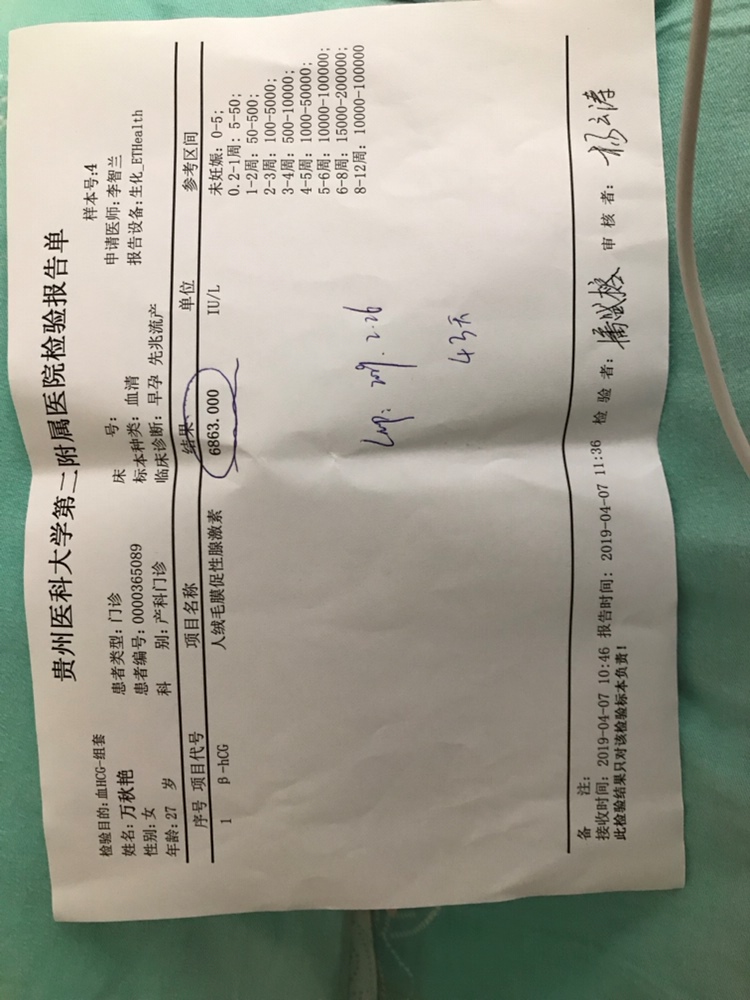 贵州医科大学第二附属医院检验报告单
检验目的: 血HCG-组套 样本号: 4
姓名: 万秋艳 患者类型: 门诊 床 号: 申请医师: 李智兰
性别: 女 患者编号: 0000365089 标本种类: 血清 报告设备: 生化_ETHealth
年龄: 27 岁 科 别: 产科门诊 临床诊断: 早孕 先兆流产
序号 项目代号 项目名称 结果 单位 参考区间
1 β-hCG 人绒毛膜促性腺激素 6863.000 IU/L 未妊娠: 0-5;
0.2-1周: 5-50;
1-2周: 50-500;
2-3周: 100-5000;
3-4周: 500-10000;
4-5周: 1000-50000;
5-6周: 10000-100000;
6-8周: 15000-200000;
8-12周: 10000-100000
Lmp: 2019. 2.26
43天
备 注:
接收时间: 2019-04-07 10:46 报告时间: 2019-04-07 11:36 检 验 者: 审 核 者:
此检验结果只对该检验标本负责!